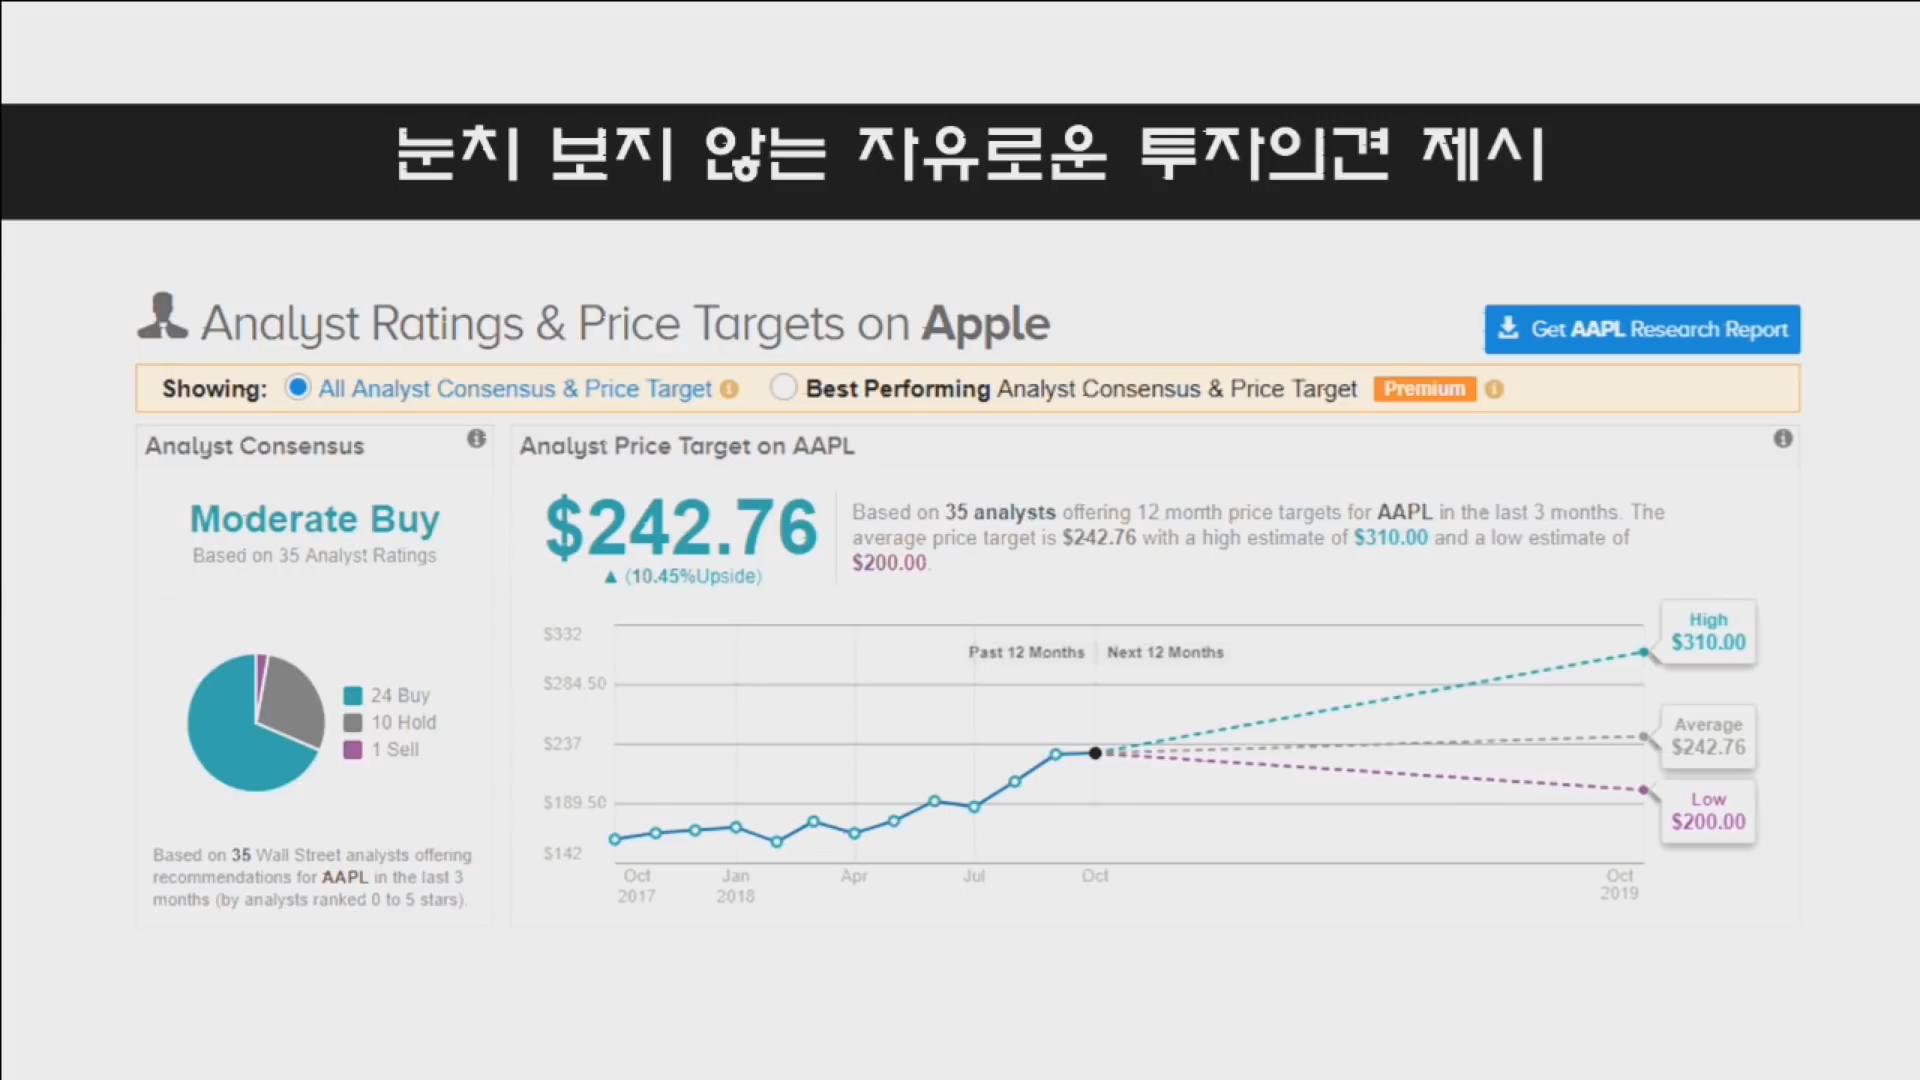 눈치 보지 않는 자유로운 투자의견 제시
Analyst Ratings & Price Targets on Apple
Get AAPL Research Report
Showing: All Analyst Consensus & Price Target Best Performing Analyst Consensus & Price Target Premium
Analyst Consensus
Moderate Buy
Based on 35 Analyst Ratings
24 Buy
10 Hold
1 Sell
Based on 35 Wall Street analysts offering
recommendations for AAPL in the last 3
months (by analysts ranked 0 to 5 stars).
Analyst Price Target on AAPL
$242.76
▲ (10.45%Upside)
Based on 35 analysts offering 12 month price targets for AAPL in the last 3 months. The
average price target is $242.76 with a high estimate of $310.00 and a low estimate of
$200.00.
$332
$284.50
$237
$189.50
$142
Past 12 Months Next 12 Months
High
$310.00
Average
$242.76
Low
$200.00
Oct Jan Apr Jul Oct Oct
2017 2018 2019